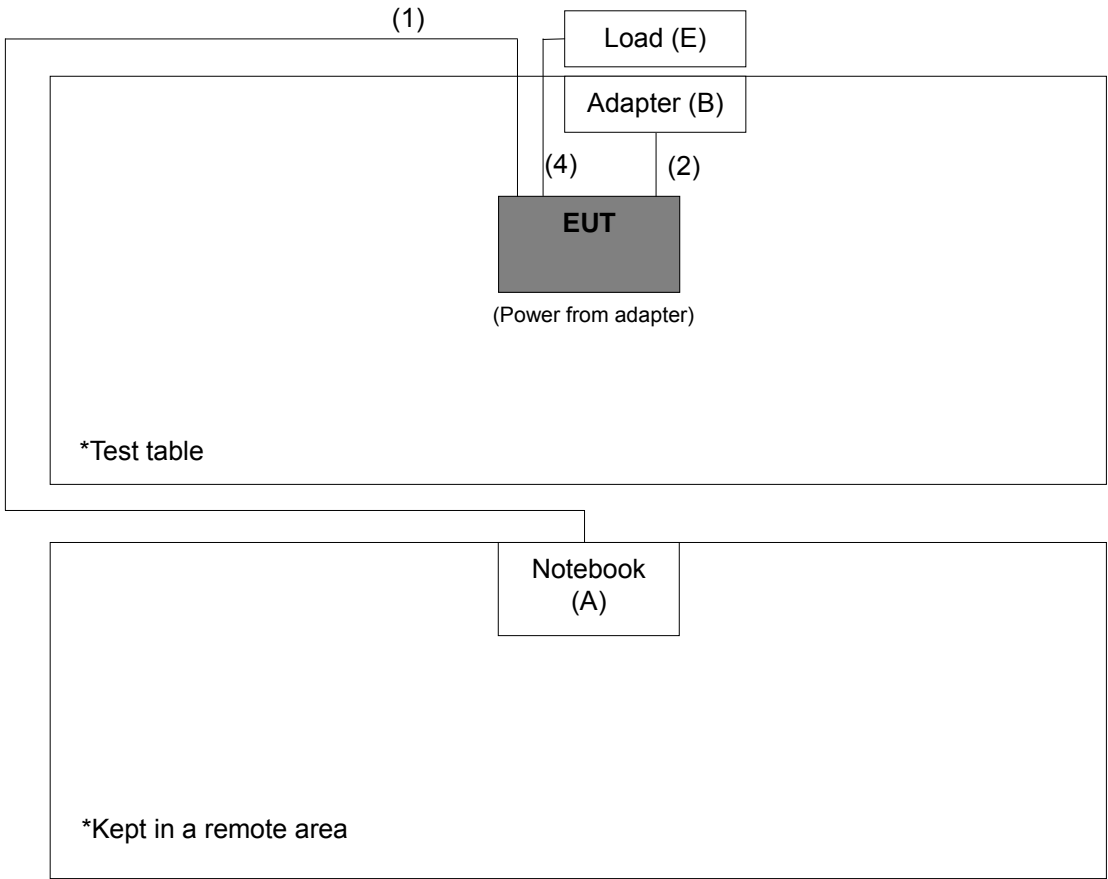 (1)
Load (E)
Adapter (B)
(4)
(2)
EUT
(Power from adapter)
*Test table
Notebook
(A)
*Kept in a remote area